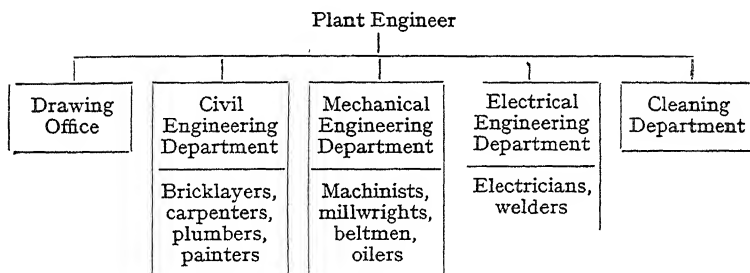 Plant Engineer
Drawing
Office
Civil
Engineering
Department
Bricklayers,
carpenters,
plumbers,
painters
Mechanical
Engineering
Department
Machinists,
millwrights,
beltmen,
oilers
Electrical
Engineering
Department
Electricians,
welders
Cleaning
Department